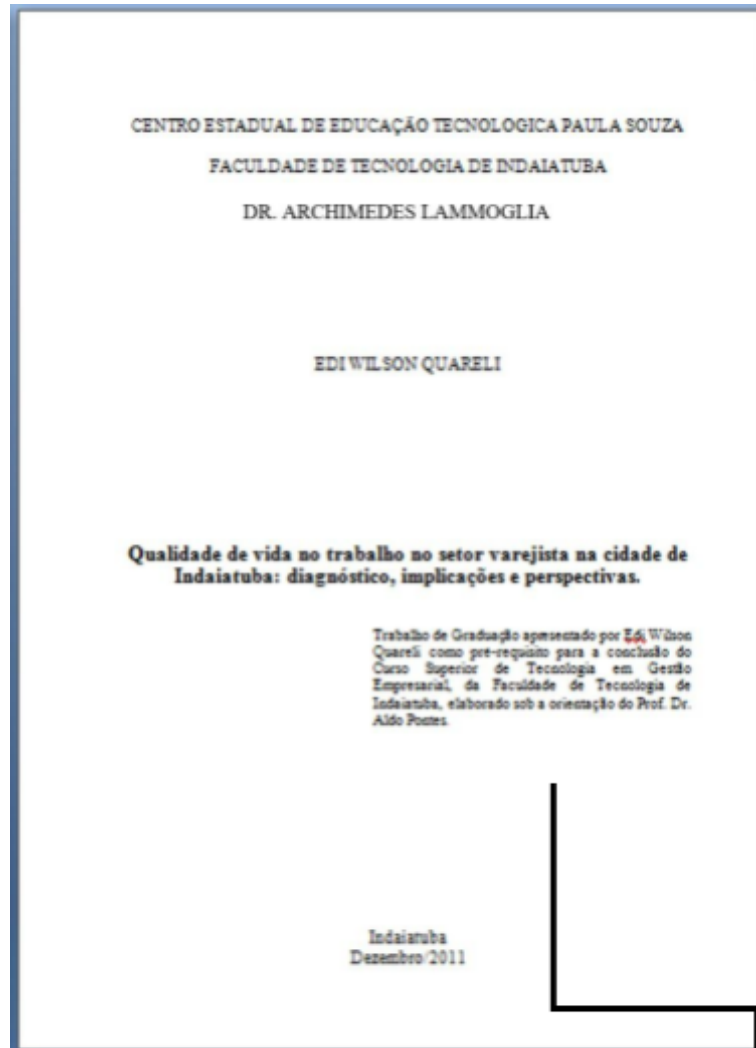 CENTRO ESTADUAL DE EDUCAÇÃO TECNOLOGICA PAULA SOUZA
FACULDADE DE TECNOLOGIA DE INDAIATUBA
DR. ARCHIMEDES LAMMOGLIA
EDI WILSON QUARELI
Qualidade de vida no trabalho no setor varejista na cidade de
Indaiatuba: diagnóstico, implicações e perspectivas.
Trabalho de Graduação apresentado por Edi Wilson
Quareli como pré-requisito para a conclusão do
Curso Superior de Tecnologia em Gestão
Empresarial, da Faculdade de Tecnologia de
Indaiatuba, elaborado sob a orientação do Prof. Dr.
Aldo Pontes.
Indaiatuba
Dezembro/2011